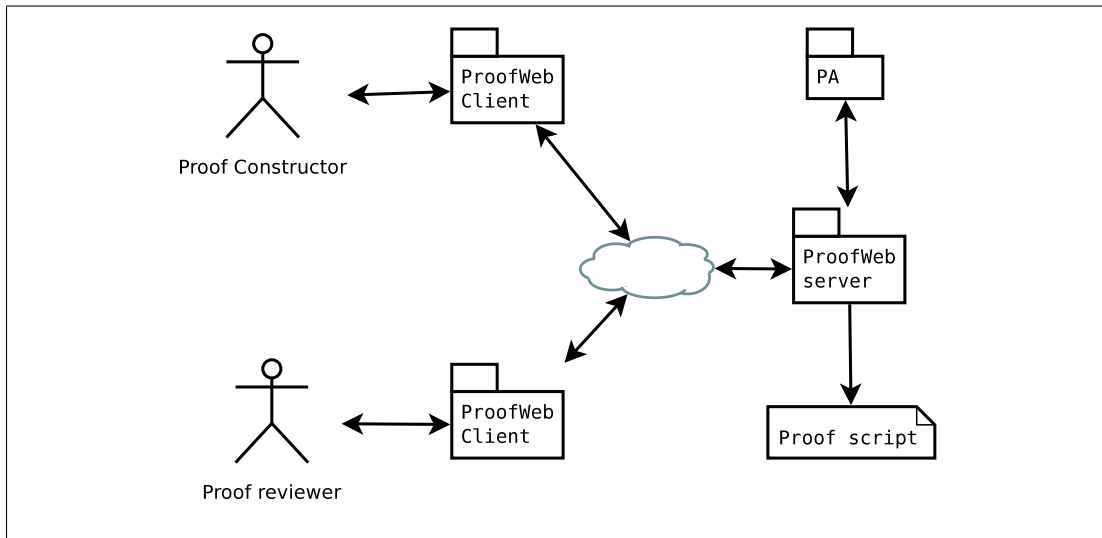 ProofWeb
Client
Proof Constructor
PA
ProofWeb
server
ProofWeb
Client
Proof script
Proof reviewer